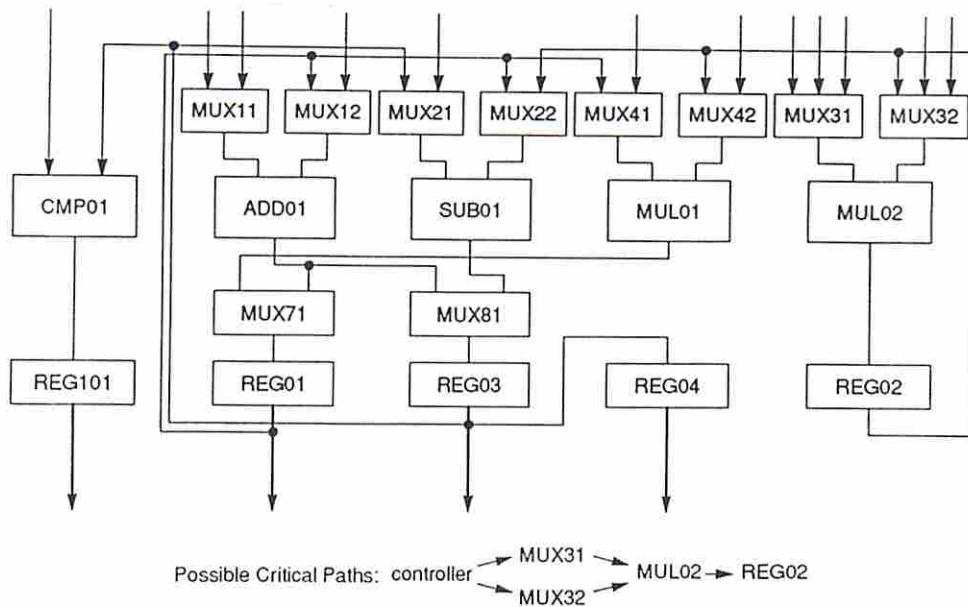 MUX11 MUX12 MUX21 MUX22 MUX41 MUX42 MUX31 MUX32
CMP01 ADD01 SUB01 MUL01 MUL02
MUX71 MUX81
REG101 REG01 REG03 REG04 REG02
MUX31
Possible Critical Paths: controller MUL02 REG02
MUX32